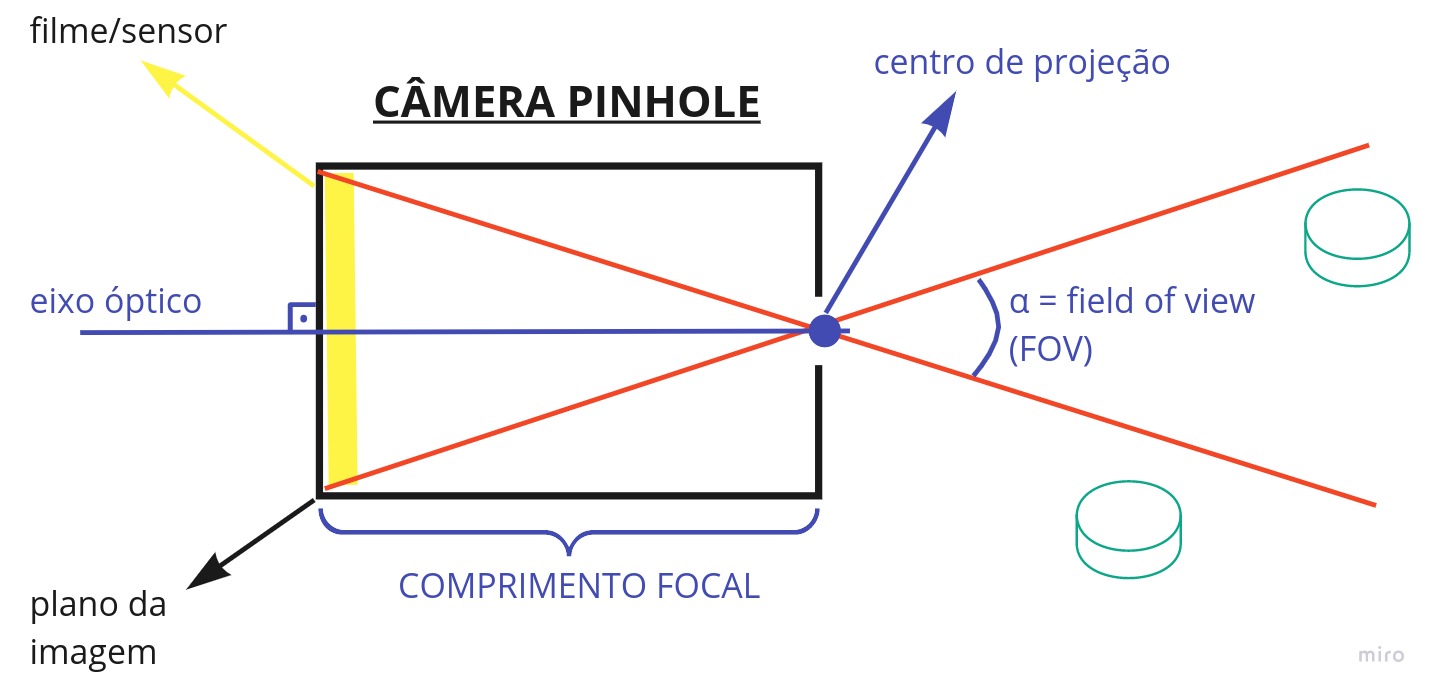 filme/sensor
centro de projeção
CÂMERA PINHOLE
eixo óptico
α = field of view
(FOV)
COMPRIMENTO FOCAL
plano da
imagem
miro